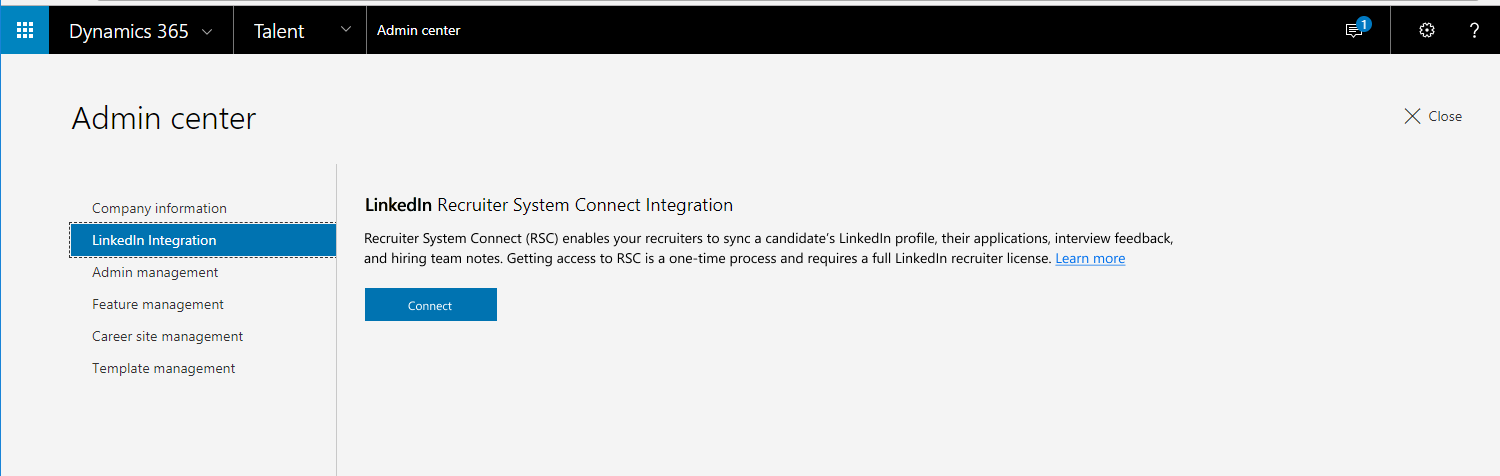 Dynamics 365
Talent
Admin center
1
?
Admin center
Close
Company information
LinkedIn Integration
Admin management
Feature management
Career site management
Template management
LinkedIn Recruiter System Connect Integration
Recruiter System Connect (RSC) enables your recruiters to sync a candidate’s LinkedIn profile, their applications, interview feedback,
and hiring team notes. Getting access to RSC is a one-time process and requires a full LinkedIn recruiter license. Learn more
Connect